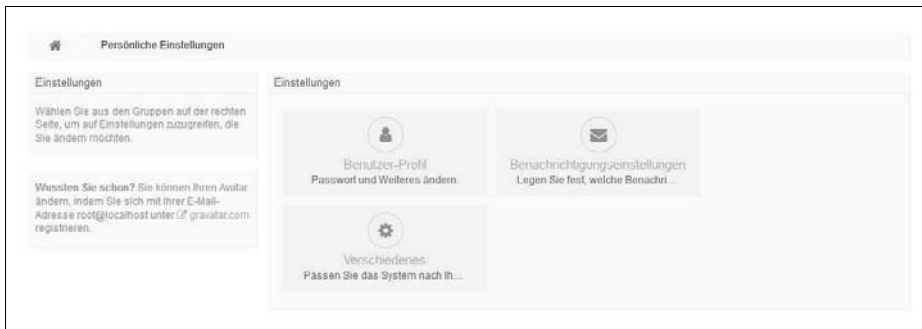 Persönliche Einstellungen
Einstellungen
Wählen Sie aus den Gruppen auf der rechten
Seite, um auf Einstellungen zuzugreifen, die
Sie ändern möchten.
Wussten Sie schon? Sie können Ihren Avatar
ändern, indem Sie sich mit Ihrer E-Mail-
Adresse root@localhost unter gravatar.com
registrieren.
Einstellungen
Benutzer-Profil
Passwort und Weiteres ändern.
Benachrichtigungseinstellungen
Legen Sie fest, welche Benachri...
Verschiedenes
Passen Sie das System nach Ih...